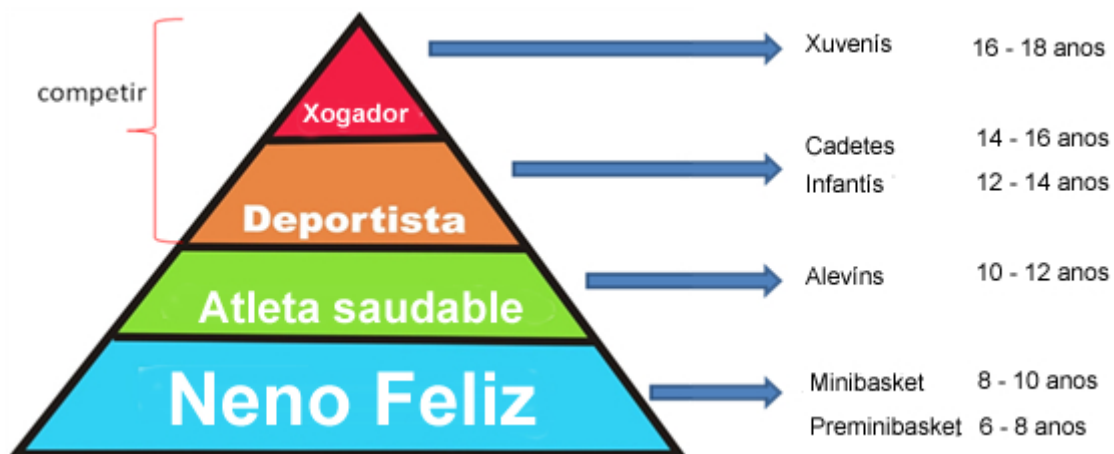 Xuvenís 16 - 18 anos
competir
Xogador
Cadetes 14 - 16 anos
Infantís 12 - 14 anos
Deportista
Alevíns 10 - 12 anos
Atleta saudable
Minibasket 8 - 10 anos
Neno Feliz
Preminibasket 6 - 8 anos